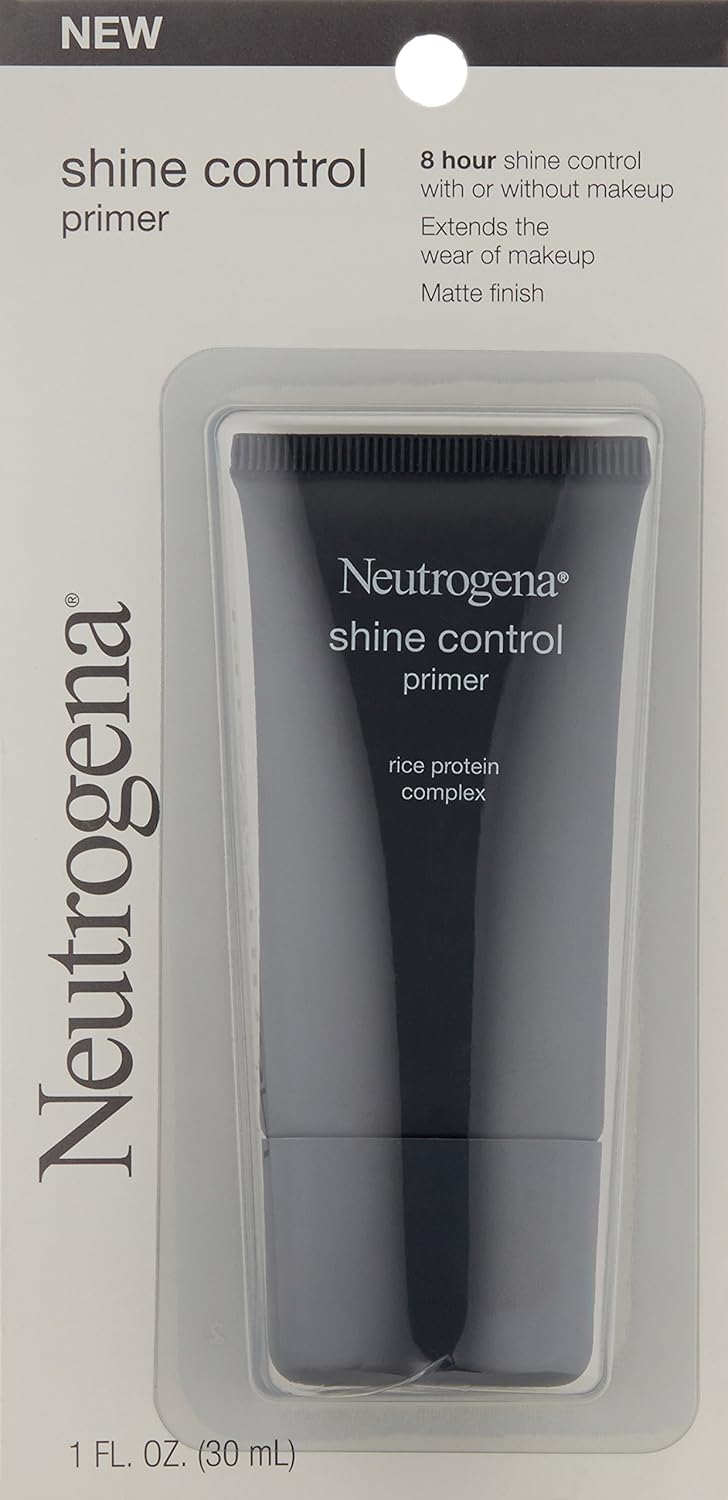 NEW
shine control
primer
8 hour shine control
with or without makeup
Extends the
wear of makeup
Matte finish
Neutrogena®
shine control
primer
rice protein
complex
Neutrogena®
1 FL. OZ. (30 mL)